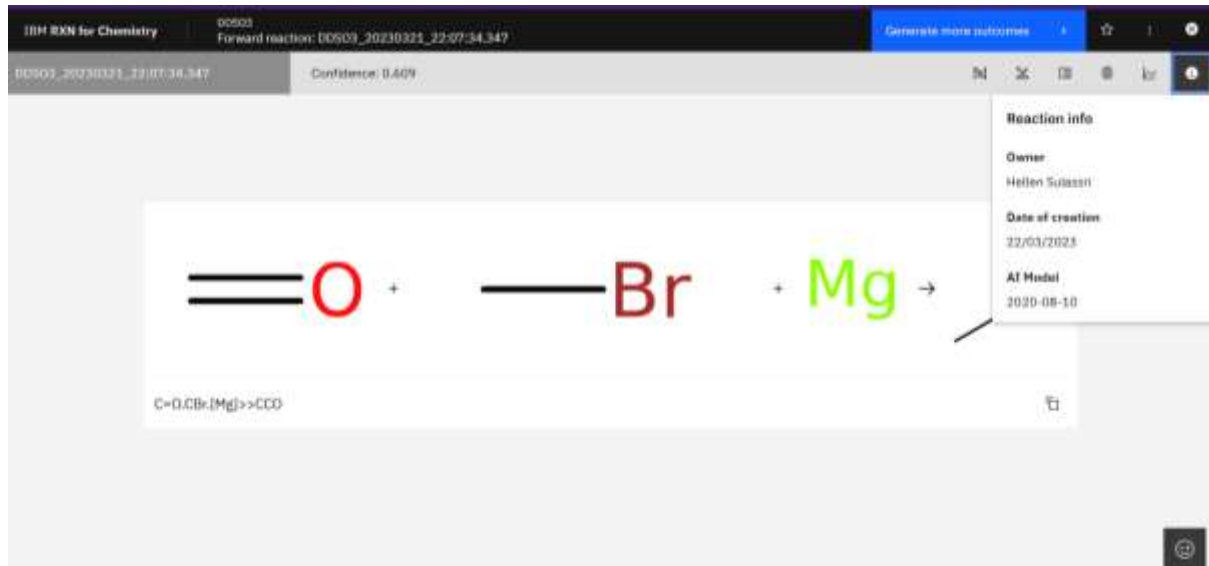 IBM RXN for Chemistry
DDS03
Forward reaction: DDS03_20230321_22:07:34.347
Generate more outcomes
DDS03_20230321_22:07:34.347
Confidence: 0.609
Reaction info
Owner
Hellen
Date of creation
22/03/2023
AI Model
2020-08-10
O + Br + Mg →
C=O.CBr.[Mg]>>CCO